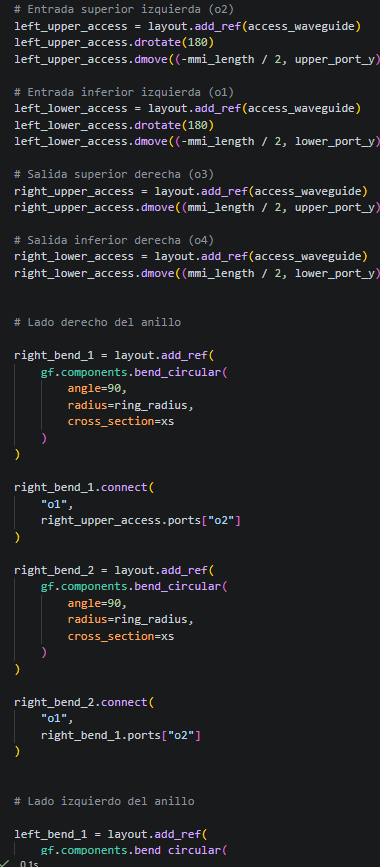 # Entrada superior izquierda (o2)
left_upper_access = layout.add_ref(access_waveguide)
left_upper_access.drotate(180)
left_upper_access.dmove((-mmi_length / 2, upper_port_y)
# Entrada inferior izquierda (o1)
left_lower_access = layout.add_ref(access_waveguide)
left_lower_access.drotate(180)
left_lower_access.dmove((-mmi_length / 2, lower_port_y)
# Salida superior derecha (o3)
right_upper_access = layout.add_ref(access_waveguide)
right_upper_access.dmove((mmi_length / 2, upper_port_y)
# Salida inferior derecha (o4)
right_lower_access = layout.add_ref(access_waveguide)
right_lower_access.dmove((mmi_length / 2, lower_port_y)
# Lado derecho del anillo
right_bend_1 = layout.add_ref(
gf.components.bend_circular(
angle=90,
radius=ring_radius,
cross_section=xs
)
)
right_bend_1.connect(
"o1",
right_upper_access.ports["o2"]
)
right_bend_2 = layout.add_ref(
gf.components.bend_circular(
angle=90,
radius=ring_radius,
cross_section=xs
)
)
right_bend_2.connect(
"o1",
right_bend_1.ports["o2"]
)
# Lado izquierdo del anillo
left_bend_1 = layout.add_ref(
gf.components.bend_circular(
0.1s